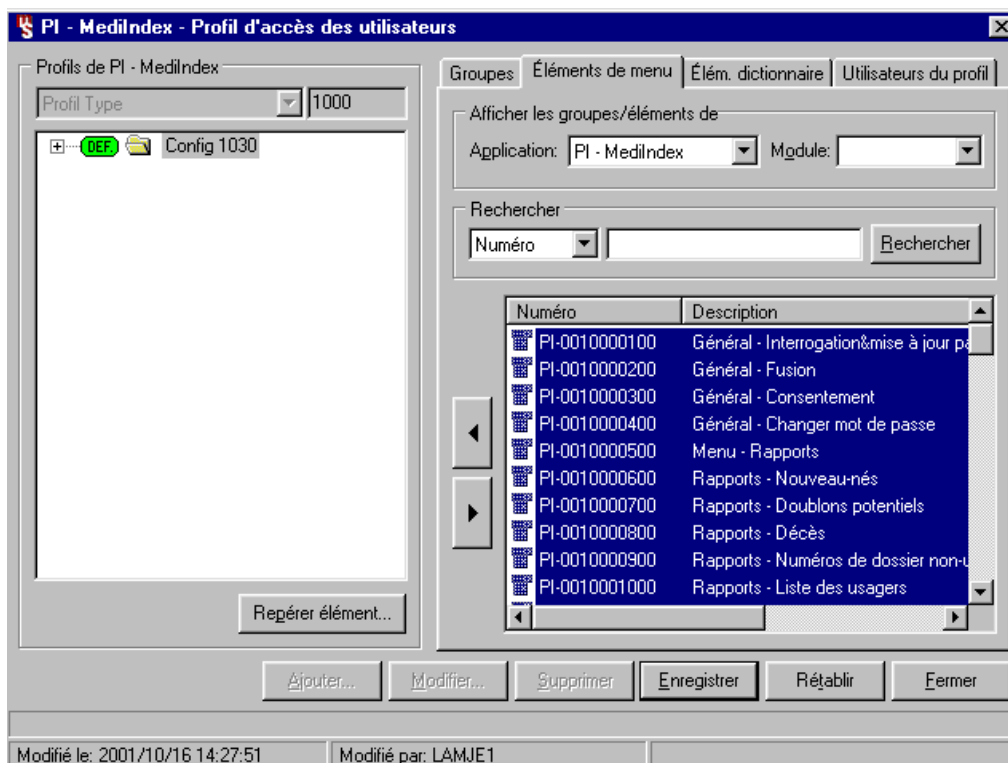 PI - MediIndex - Profil d'accès des utilisateurs
Profils de PI - MediIndex
Profil Type 1000
DEF. Config 1030
Repérer élément...
Groupes Éléments de menu Élém. dictionnaire Utilisateurs du profil
Afficher les groupes/éléments de
Application: PI - MediIndex Module:
Rechercher
Numéro Rechercher
Numéro Description
PI-0010000100 Général - Interrogation&mise à jour pa
PI-0010000200 Général - Fusion
PI-0010000300 Général - Consentement
PI-0010000400 Général - Changer mot de passe
PI-0010000500 Menu - Rapports
PI-0010000600 Rapports - Nouveau-nés
PI-0010000700 Rapports - Doublons potentiels
PI-0010000800 Rapports - Décès
PI-0010000900 Rapports - Numéros de dossier non-u
PI-0010001000 Rapports - Liste des usagers
Ajouter... Modifier... Supprimer Enregistrer Rétablir Fermer
Modifié le: 2001/10/16 14:27:51 Modifié par: LAMJE1